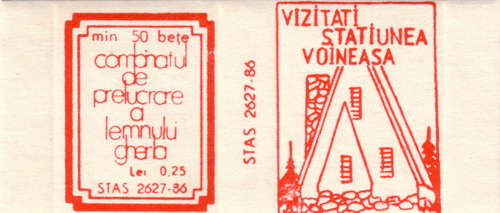 min 50 bețe
combinatul
de
prelucrare
a
lemnului
gherla
Lei 0,25
STAS 2627-86
STAS 2627-86
VIZITATI
STATIUNEA
VOINEASA